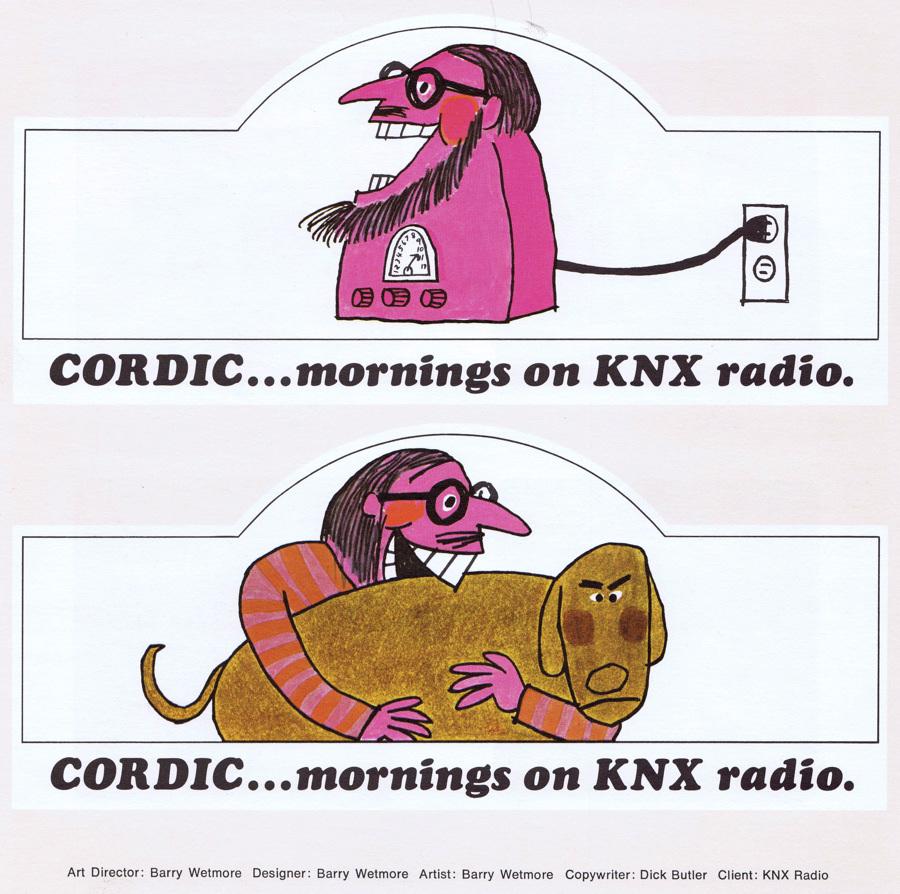 CORDIC...mornings on KNX radio.
CORDIC...mornings on KNX radio.
Art Director: Barry Wetmore Designer: Barry Wetmore Artist: Barry Wetmore Copywriter: Dick Butler Client: KNX Radio